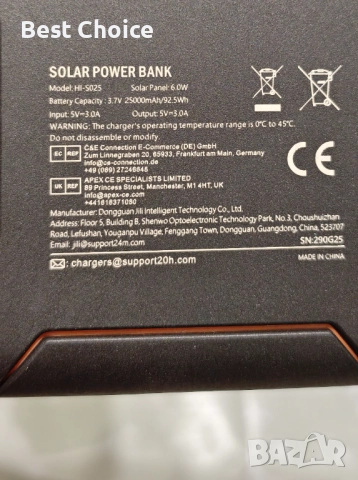 Best Choice
SOLAR POWER BANK
Model: HI-S025 Solar Panel: 6.0W
Battery Capacity : 3.7V 25000mAh/92.5Wh
Input: 5V=3.0A Output: 5V=3.0A
WARNING: The charger's operating temperature range is 0℃ to 45℃.
Do not disassemble or modify.
EC REP
C&E Connection E-Commerce (DE) GmbH
Zum Linnegraben 20, 65933, Frankfurt am Main, Germany
info@ce-connection.de
+49 (069) 27246648
UK REP
APEX CE SPECIALISTS LIMITED
89 Princess Street, Manchester, M1 4HT, UK
info@apex-ce.com
+441616371080
CE
Manufacturer: Dongguan Jili Intelligent Technology Co., Ltd.
Address: Floor 5, Building B, Shenwo Optoelectronic Technology Park, No.3, Choushuizhan
Road, Lefushan, Youganpu Village, Fenggang Town, Dongguan, Guangdong, China, 523707
Email: jili@support24m.com
SN:290G25
: chargers@support20h.com
MADE IN CHINA
bazar.bg